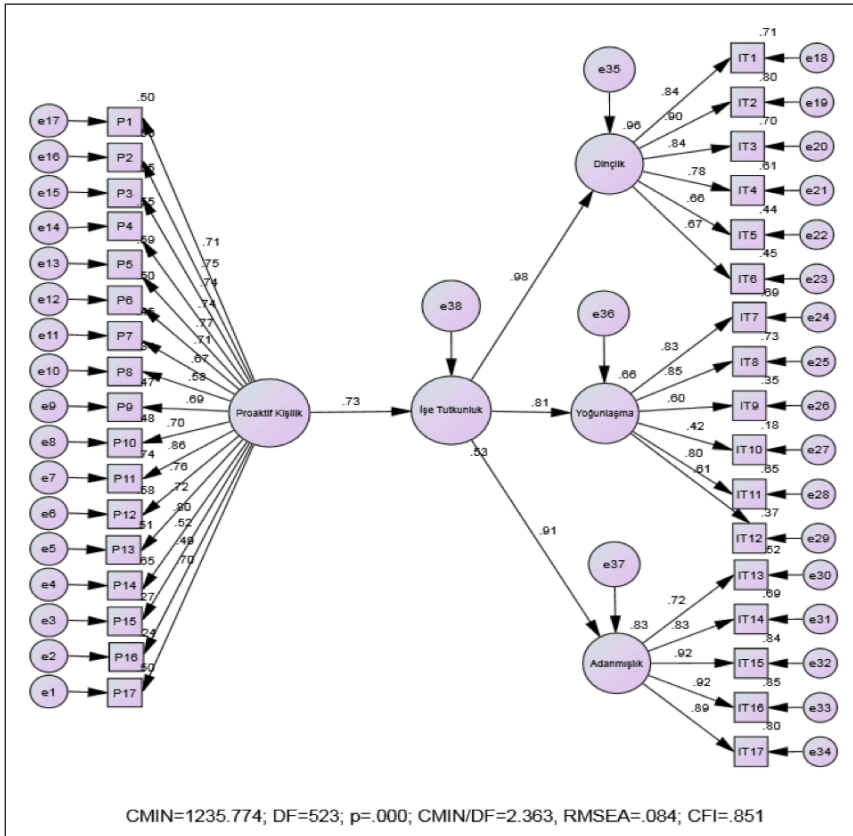 .50
e17 P1
e16 P2
e15 P3
e14 P4
.55
e13 P5
.59
e12 P6
.50
e11 P7
.45
e10 P8
e9 P9
.47
e8 P10
.48
e7 P11
.74
e6 P12
.58
e5 P13
.51
e4 P14
.65
e3 P15
.27
e2 P16
.24
e1 P17
.50
.71
.75
.74
.74
.77
.71
.67
.58
.69
.70
.86
.76
.72
.80
.52
.49
.70
Proaktif Kişilik
.73
e38
İşe Tutkunluk
.53
.98
.81
.91
e35
.96
Dinçlik
.84
.90
.84
.78
.66
.67
.71
IT1 e18
.80
IT2 e19
.70
IT3 e20
.61
IT4 e21
.44
IT5 e22
.45
IT6 e23
e36
.66
Yoğunlaşma
.83
.85
.60
.42
.80
.61
.69
IT7 e24
.73
IT8 e25
.35
IT9 e26
.18
IT10 e27
.65
IT11 e28
.37
IT12 e29
e37
.83
Adanmışlık
.72
.83
.92
.92
.89
.52
IT13 e30
.69
IT14 e31
.84
IT15 e32
.85
IT16 e33
.80
IT17 e34
CMIN=1235.774; DF=523; p=.000; CMIN/DF=2.363, RMSEA=.084; CFI=.851